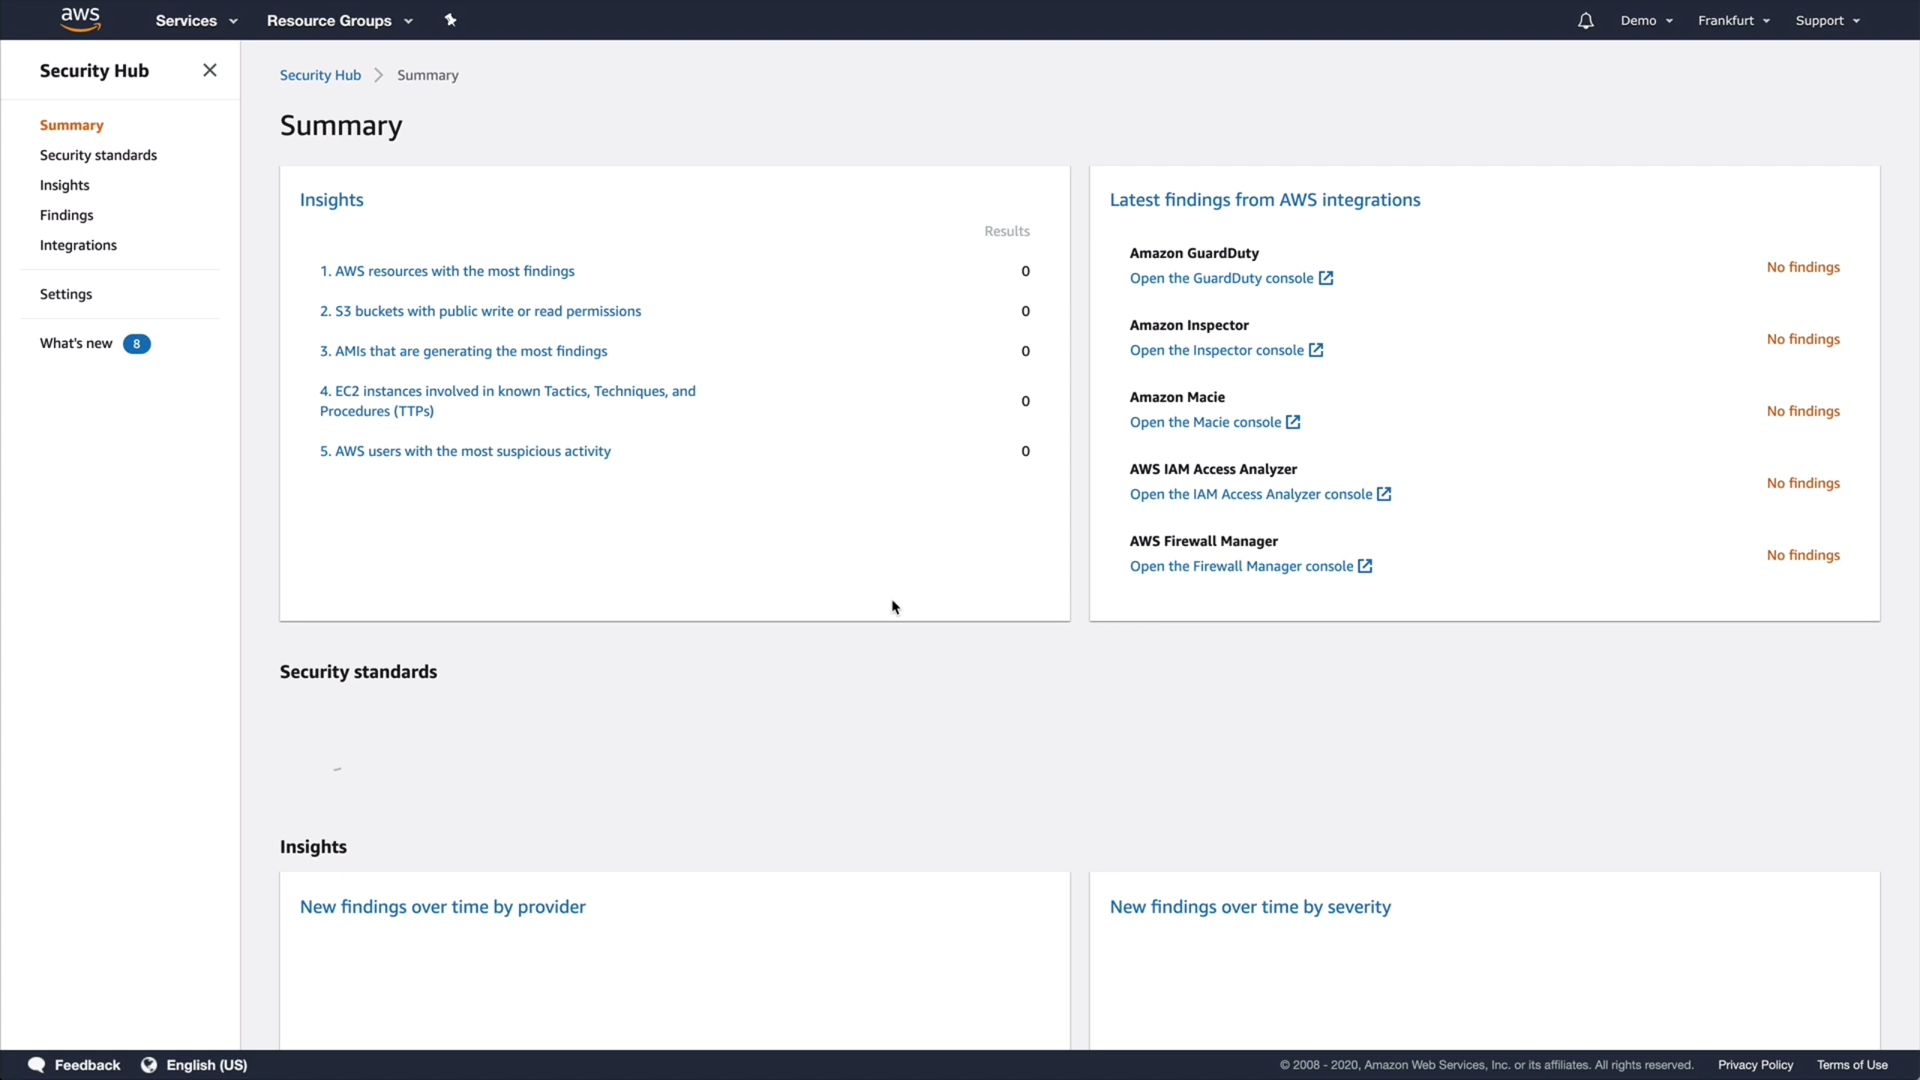 aws Services Resource Groups Demo Frankfurt Support
Security Hub
Summary
Security standards
Insights
Findings
Integrations
Settings
What's new 8
Security Hub Summary
Summary
Insights
Results
1. AWS resources with the most findings 0
2. S3 buckets with public write or read permissions 0
3. AMIs that are generating the most findings 0
4. EC2 instances involved in known Tactics, Techniques, and
Procedures (TTPs) 0
5. AWS users with the most suspicious activity 0
Latest findings from AWS integrations
Amazon GuardDuty
Open the GuardDuty console No findings
Amazon Inspector
Open the Inspector console No findings
Amazon Macie
Open the Macie console No findings
AWS IAM Access Analyzer
Open the IAM Access Analyzer console No findings
AWS Firewall Manager
Open the Firewall Manager console No findings
Security standards
Insights
New findings over time by provider
New findings over time by severity
Feedback English (US) © 2008 - 2020, Amazon Web Services, Inc. or its affiliates. All rights reserved. Privacy Policy Terms of Use